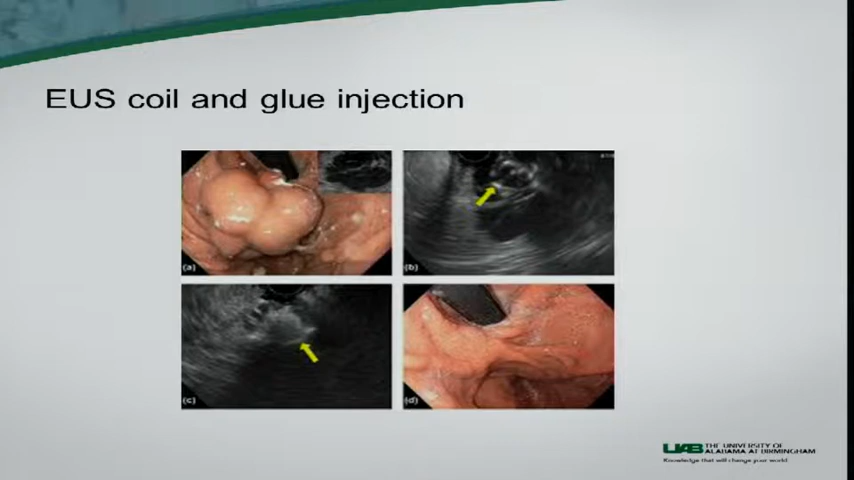 EUS coil and glue injection
(a)
(b)
(c)
(d)
UAB THE UNIVERSITY OF
ALABAMA AT BIRMINGHAM
Knowledge that will change your world